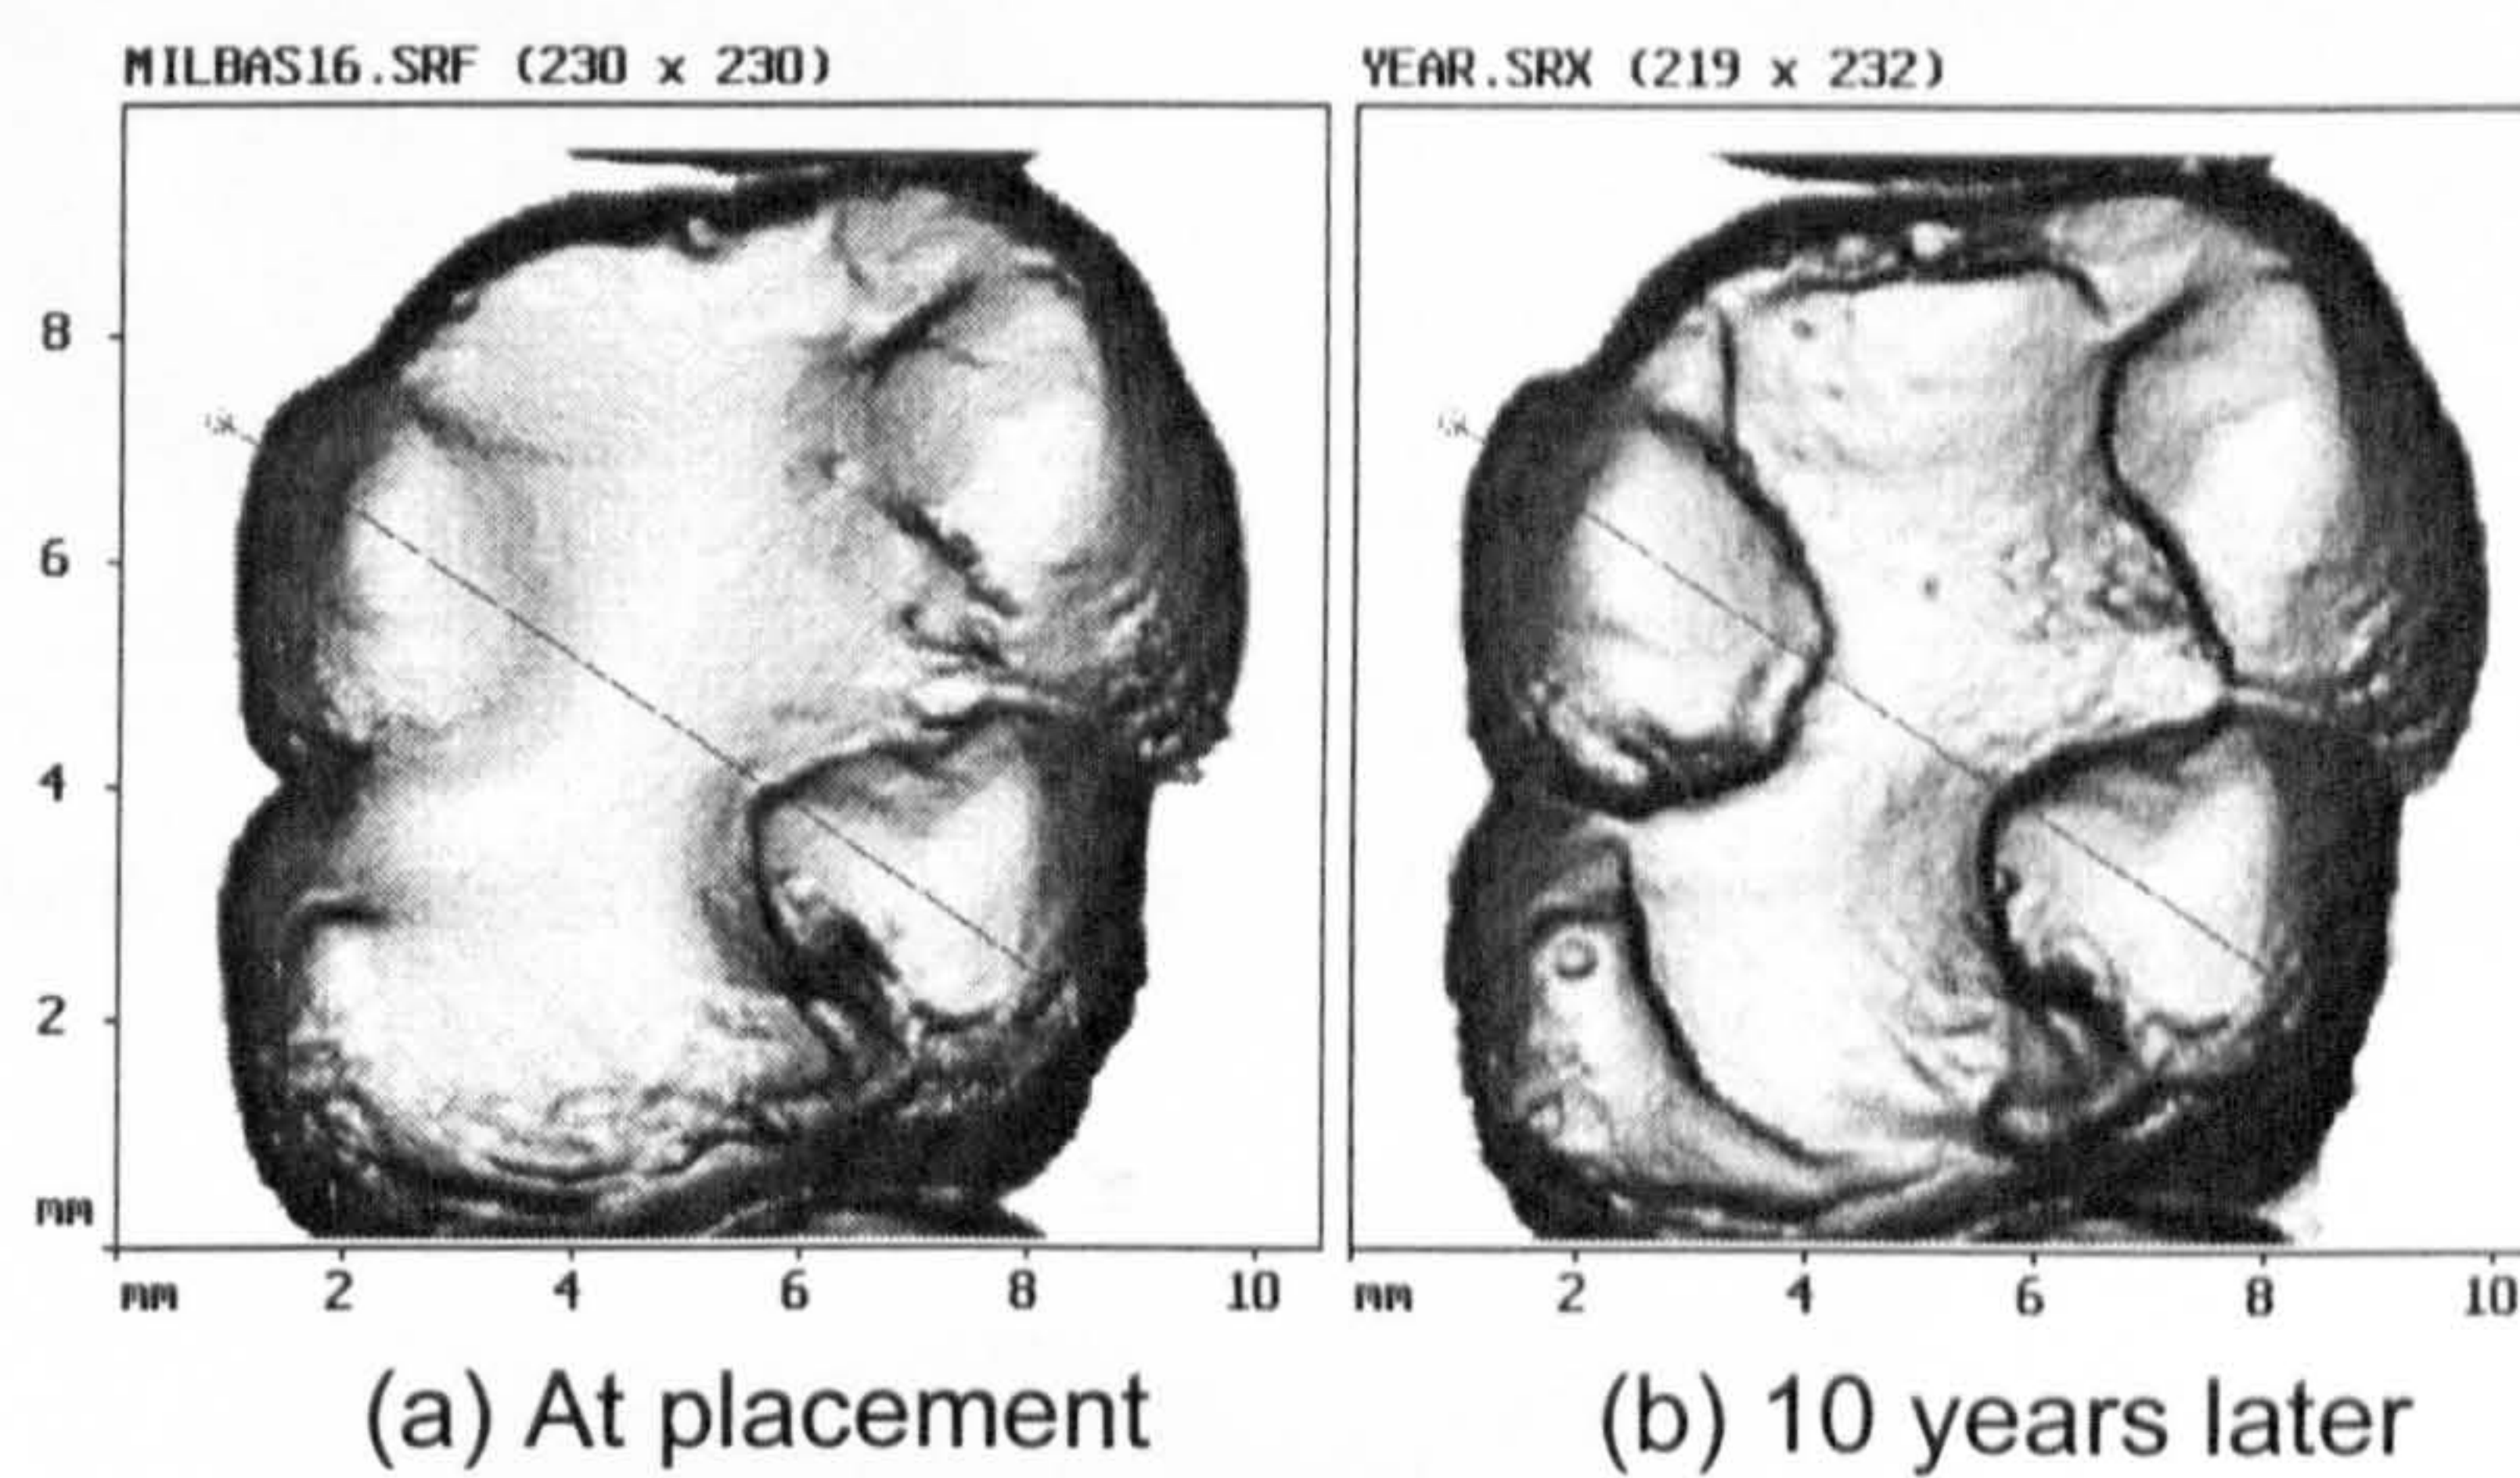 MILBAS16.SRF (230 x 230)
YEAR.SRX (219 x 232)
8
6
4
2
mm
mm 2 4 6 8 10
mm 2 4 6 8 10
(a) At placement
(b) 10 years later